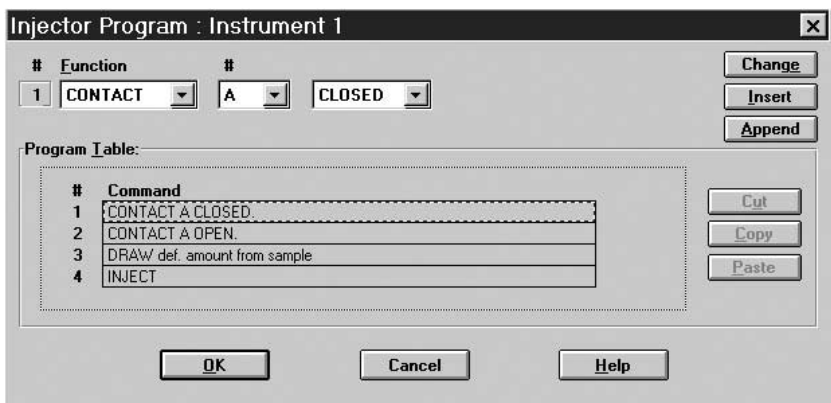 Injector Program : Instrument 1
# Function #
1 CONTACT A CLOSED
Change
Insert
Append
Program Table:
# Command
1 CONTACT A CLOSED.
2 CONTACT A OPEN.
3 DRAW def. amount from sample
4 INJECT
Cut
Copy
Paste
OK Cancel Help